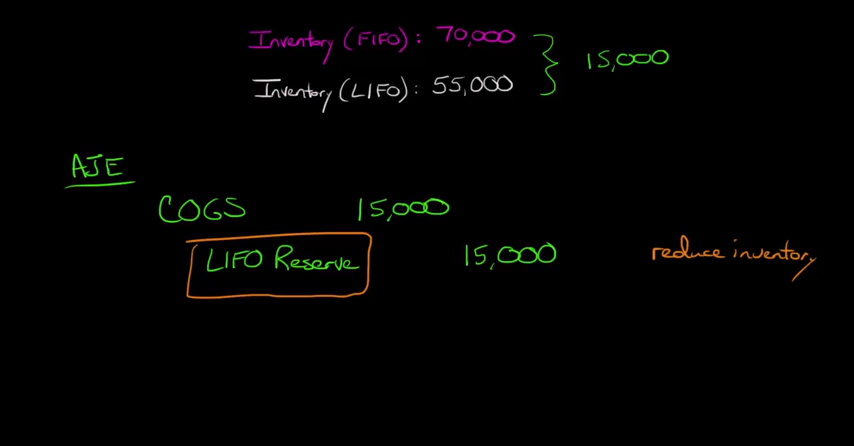 Inventory (FIFO): 70,000
15,000
Inventory (LIFO): 55,000
AJE
COGS 15,000
LIFO Reserve 15,000 reduce inventory